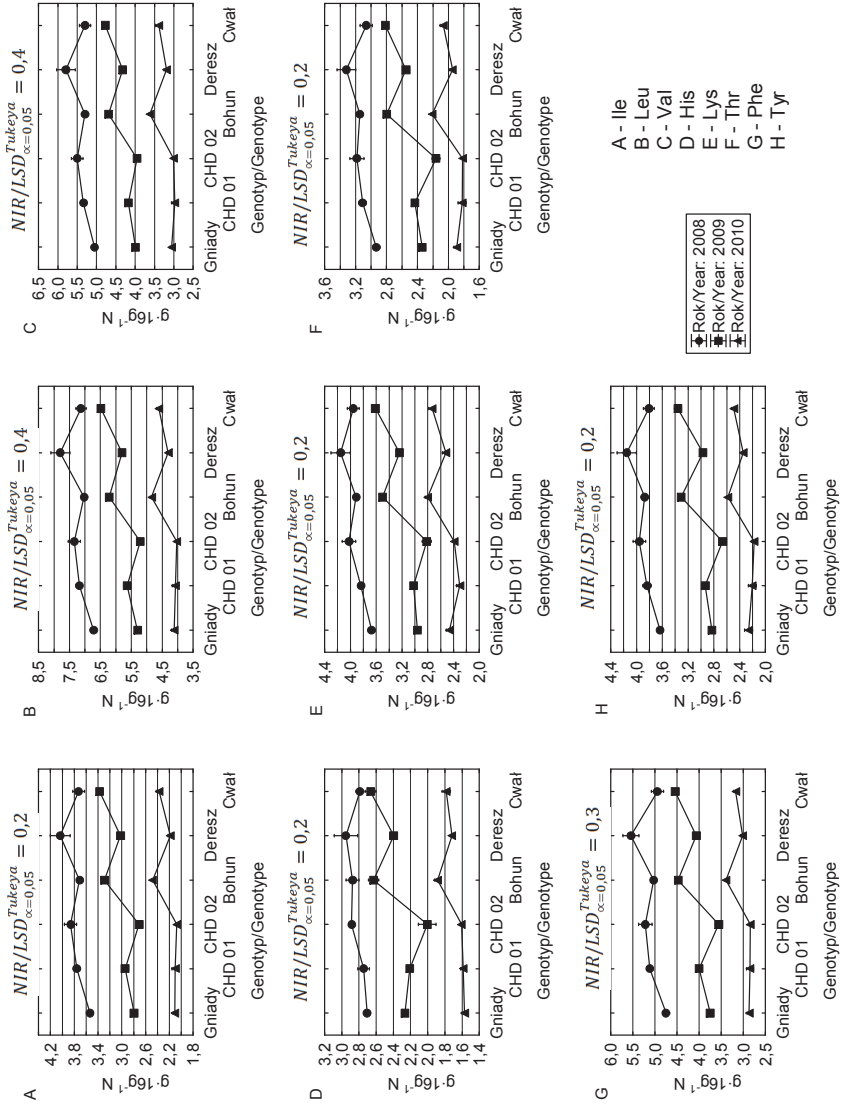 A
NIR/LSD Tukeya α=0,05 = 0,2
4,2
3,8
3,4
3,0
2,6
2,2
1,8
g·16g⁻¹ N
Gniady CHD 01 CHD 02 Bohun Deresz Cwał
Genotyp/Genotype
B
NIR/LSD Tukeya α=0,05 = 0,4
8,5
7,5
6,5
5,5
4,5
3,5
g·16g⁻¹ N
Gniady CHD 01 CHD 02 Bohun Deresz Cwał
Genotyp/Genotype
C
NIR/LSD Tukeya α=0,05 = 0,4
6,5
6,0
5,5
5,0
4,5
4,0
3,5
3,0
2,5
g·16g⁻¹ N
Gniady CHD 01 CHD 02 Bohun Deresz Cwał
Genotyp/Genotype
D
NIR/LSD Tukeya α=0,05 = 0,2
3,2
3,0
2,8
2,6
2,4
2,2
2,0
1,8
1,6
1,4
g·16g⁻¹ N
Gniady CHD 01 CHD 02 Bohun Deresz Cwał
Genotyp/Genotype
E
NIR/LSD Tukeya α=0,05 = 0,2
4,4
4,0
3,6
3,2
2,8
2,4
2,0
g·16g⁻¹ N
Gniady CHD 01 CHD 02 Bohun Deresz Cwał
Genotyp/Genotype
F
NIR/LSD Tukeya α=0,05 = 0,2
3,6
3,2
2,8
2,4
2,0
1,6
g·16g⁻¹ N
Gniady CHD 01 CHD 02 Bohun Deresz Cwał
Genotyp/Genotype
G
NIR/LSD Tukeya α=0,05 = 0,3
6,0
5,5
5,0
4,5
4,0
3,5
3,0
2,5
g·16g⁻¹ N
Gniady CHD 01 CHD 02 Bohun Deresz Cwał
Genotyp/Genotype
H
NIR/LSD Tukeya α=0,05 = 0,2
4,4
4,0
3,6
3,2
2,8
2,4
2,0
g·16g⁻¹ N
Gniady CHD 01 CHD 02 Bohun Deresz Cwał
Genotyp/Genotype
Rok/Year: 2008
Rok/Year: 2009
Rok/Year: 2010
A - Ile
B - Leu
C - Val
D - His
E - Lys
F - Thr
G - Phe
H - Tyr